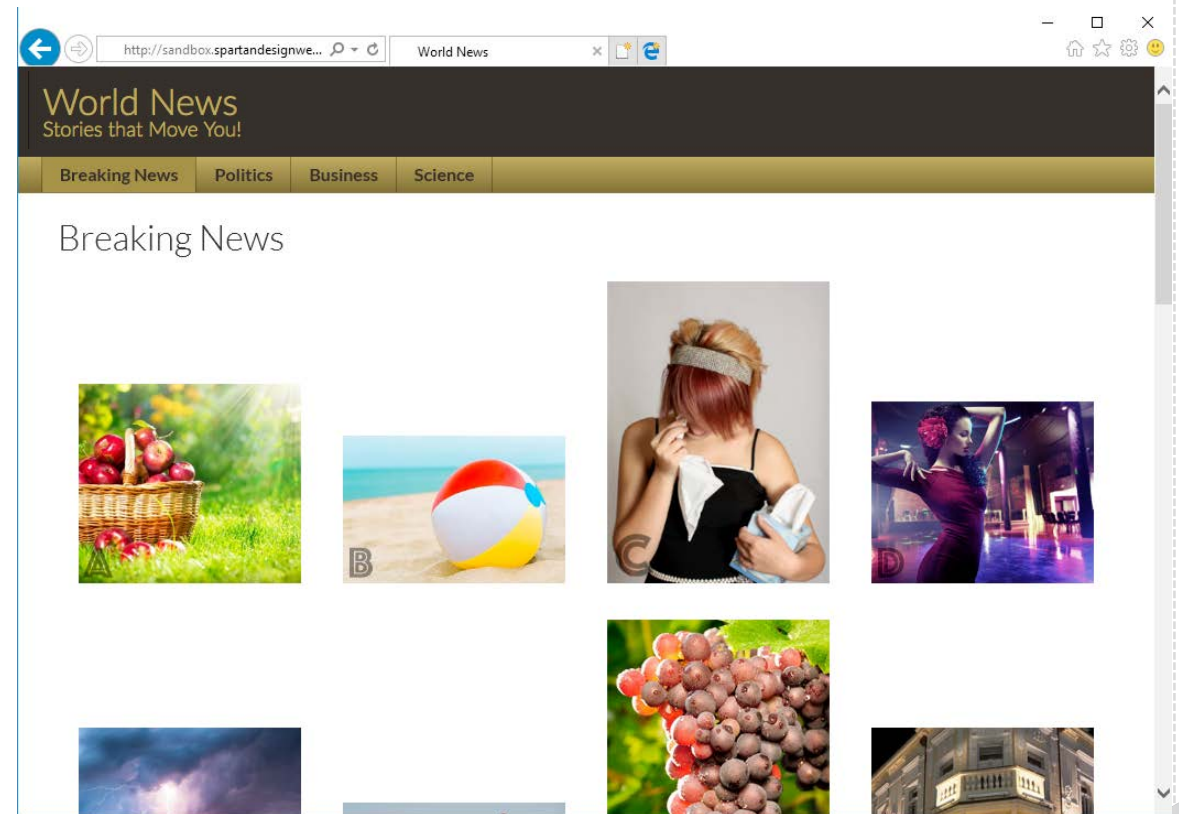 http://sandbox.spartandesignwe...
World News
World News
Stories that Move You!
Breaking News
Politics
Business
Science
Breaking News
A
B
C
D